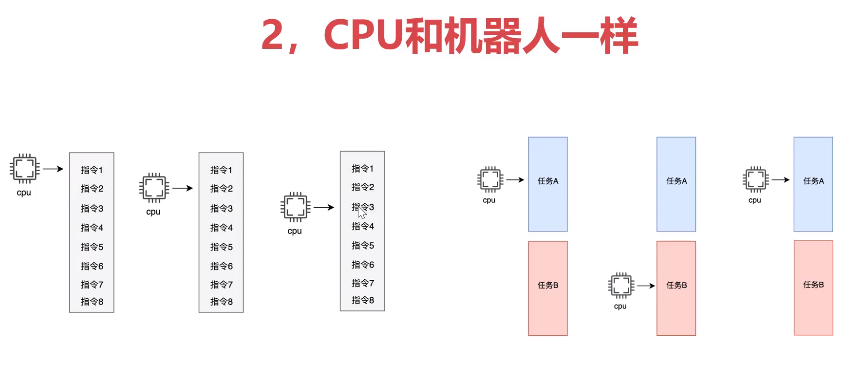 2，CPU和机器人一样
cpu
指令1
指令2
指令3
指令4
指令5
指令6
指令7
指令8
cpu
指令1
指令2
指令3
指令4
指令5
指令6
指令7
指令8
cpu
指令1
指令2
指令3
指令4
指令5
指令6
指令7
指令8
cpu
任务A
任务B
任务A
cpu
任务B
cpu
任务A
任务B